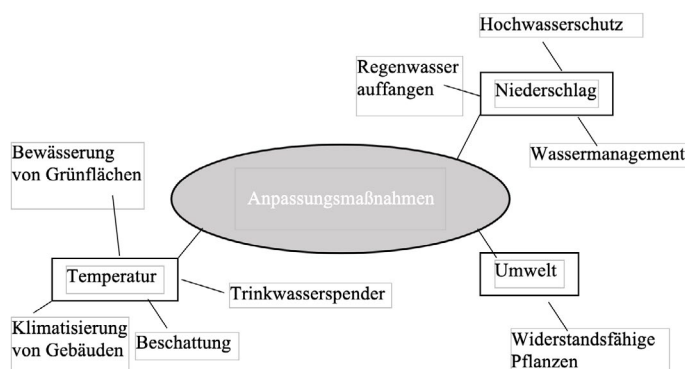 Hochwasserschutz
Regenwasser
auffangen
Niederschlag
Wassermanagement
Bewässerung
von Grünflächen
Anpassungsmaßnahmen
Temperatur
Umwelt
Trinkwasserspender
Klimatisierung
von Gebäuden
Beschattung
Widerstandsfähige
Pflanzen